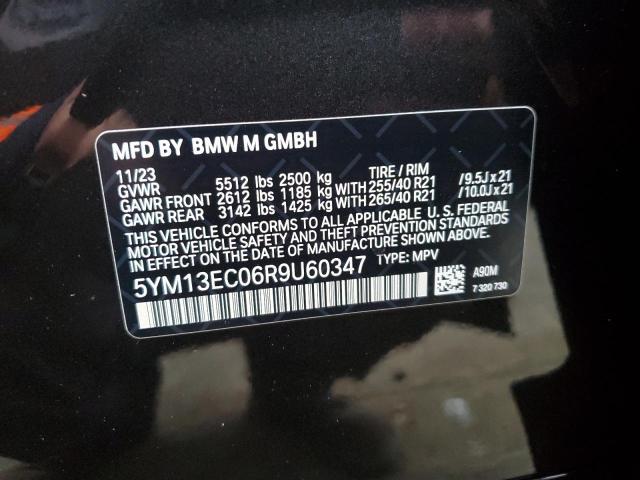 MFD BY BMW M GMBH
11/23 TIRE / RIM
GVWR 5512 lbs 2500 kg /9.5J x 21
GAWR FRONT 2612 lbs 1185 kg WITH 255/40 R21 /10.0J x 21
GAWR REAR 3142 lbs 1425 kg WITH 265/40 R21
THIS VEHICLE CONFORMS TO ALL APPLICABLE U. S. FEDERAL
MOTOR VEHICLE SAFETY AND THEFT PREVENTION STANDARDS
IN EFFECT ON THE DATE OF MANUFACTURE SHOWN ABOVE.
5YM13EC06R9U60347 TYPE: MPV
A90M
7 320 730